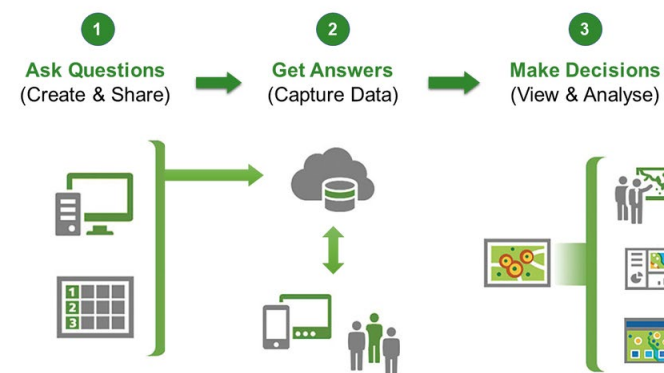 1
2
3
Ask Questions
(Create & Share)
Get Answers
(Capture Data)
Make Decisions
(View & Analyse)
1
2
3